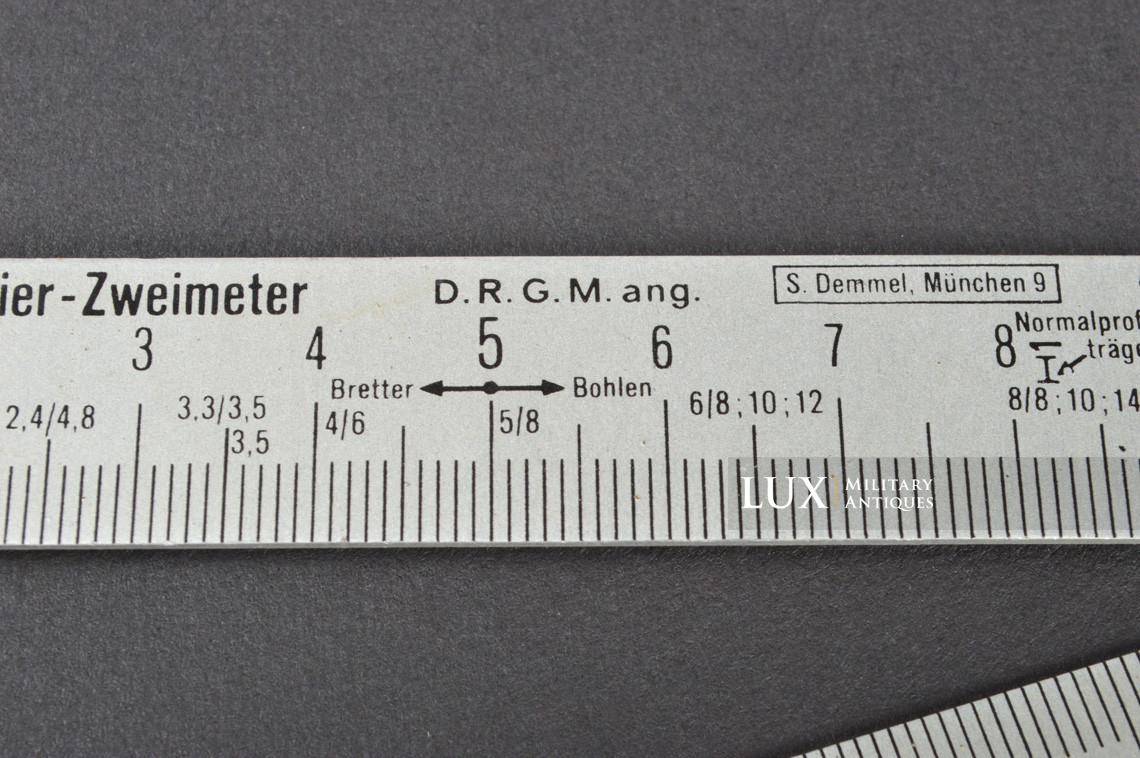 ier-Zweimeter D.R.G.M. ang. S. Demmel, München 9
3 4 5 6 7 8 Normalprof
träge
Bretter Bohlen
2,4/4,8 3,3/3,5 4/6 5/8 6/8 ; 10 ; 12 8/8 ; 10 ; 14
3,5
LUX MILITARY ANTIQUES